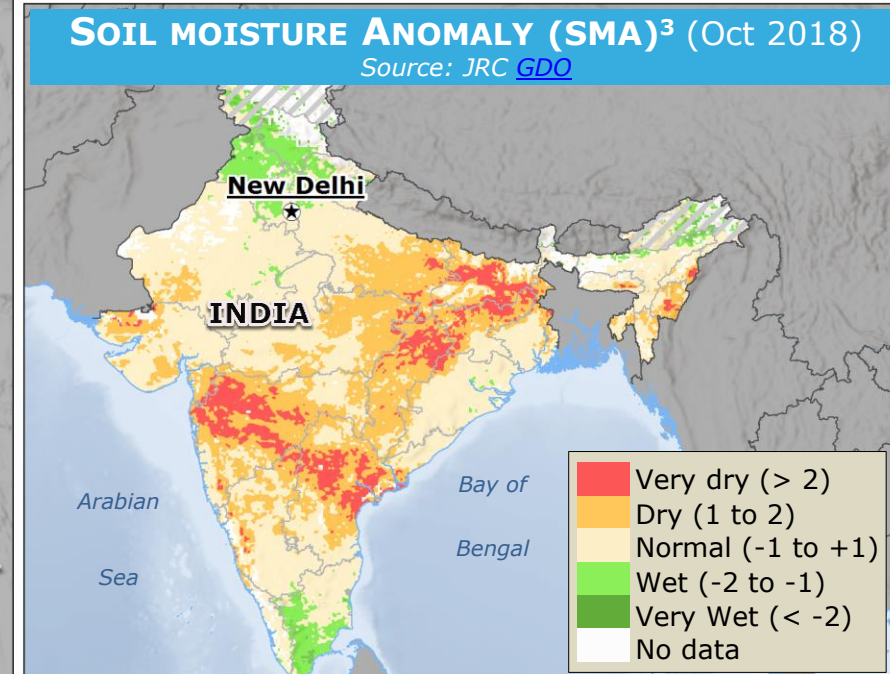 SOIL MOISTURE ANOMALY (SMA)³ (Oct 2018)
Source: JRC GDO
New Delhi
INDIA
Arabian
Sea
Bay of
Bengal
Very dry (> 2)
Dry (1 to 2)
Normal (-1 to +1)
Wet (-2 to -1)
Very Wet (< -2)
No data